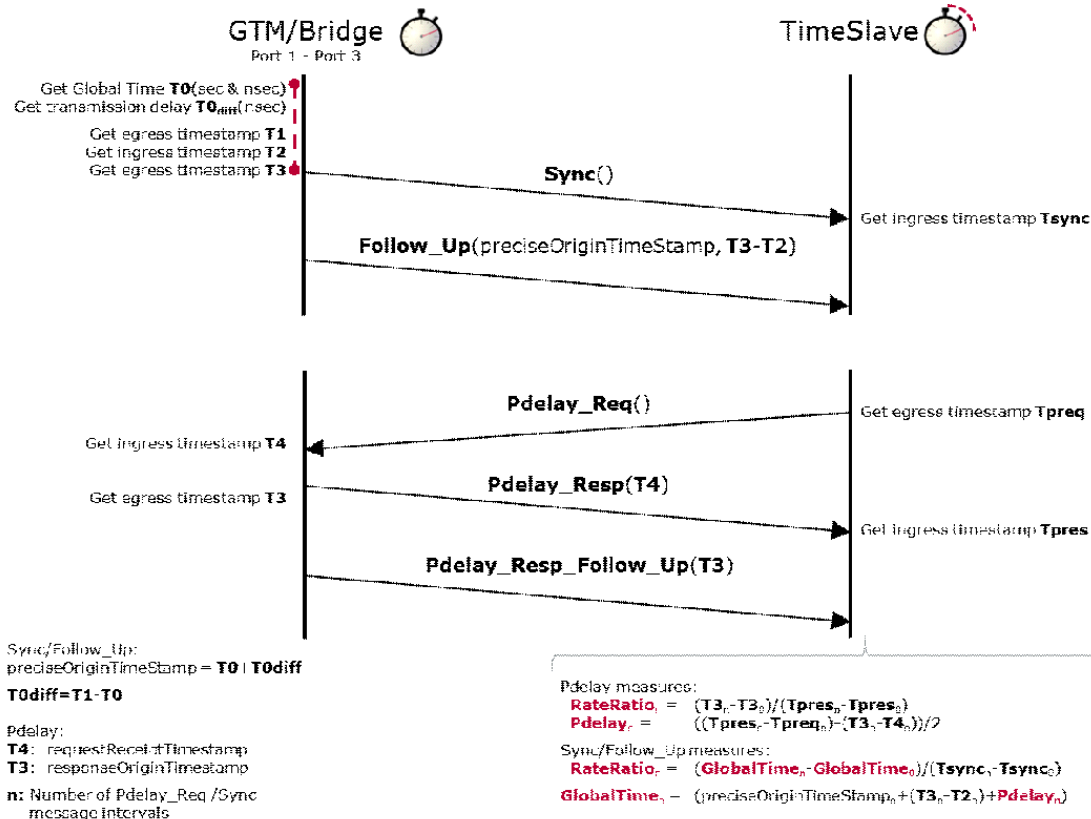 GTM/Bridge
Port 1 - Port 3
TimeSlave
Get Global Time T0(sec & nsec)
Get transmission delay T0diff(nsec)
Get egress timestamp T1
Get ingress timestamp T2
Get egress timestamp T3
Sync()
Get ingress timestamp Tsync
Follow_Up(preciseOriginTimeStamp, T3-T2)
Pdelay_Req()
Get egress timestamp Tpreq
Get ingress timestamp T4
Pdelay_Resp(T4)
Get egress timestamp T3
Get ingress timestamp Tpres
Pdelay_Resp_Follow_Up(T3)
Sync/Follow_Up:
preciseOriginTimeStamp = T0 + T0diff
T0diff=T1-T0
Pdelay:
T4: requestReceiptTimestamp
T3: responseOriginTimestamp
n: Number of Pdelay_Req /Sync
message intervals
Pdelay measures:
RateRatioₙ = (T3ₙ-T3₀)/(Tpresₙ-Tpres₀)
Pdelayₙ = ((Tpresₙ-Tpreqₙ)-(T3ₙ-T4ₙ))/2
Sync/Follow_Up measures:
RateRatioₙ = (GlobalTimeₙ-GlobalTime₀)/(Tsyncₙ-Tsync₀)
GlobalTimeₙ = (preciseOriginTimeStampₙ+(T3ₙ-T2ₙ)+Pdelayₙ)